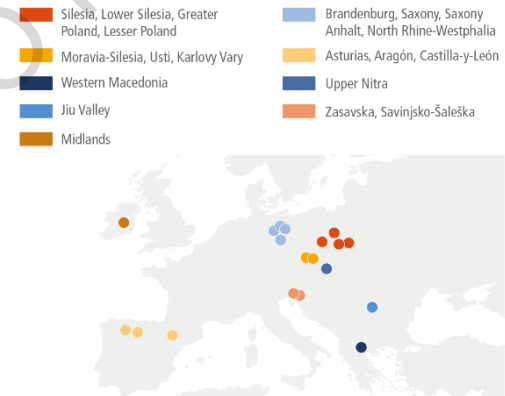 Silesia, Lower Silesia, Greater
Poland, Lesser Poland
Moravia-Silesia, Usti, Karlovy Vary
Western Macedonia
Jiu Valley
Midlands
Brandenburg, Saxony, Saxony
Anhalt, North Rhine-Westphalia
Asturias, Aragón, Castilla-y-León
Upper Nitra
Zasavska, Savinjsko-Šaleška